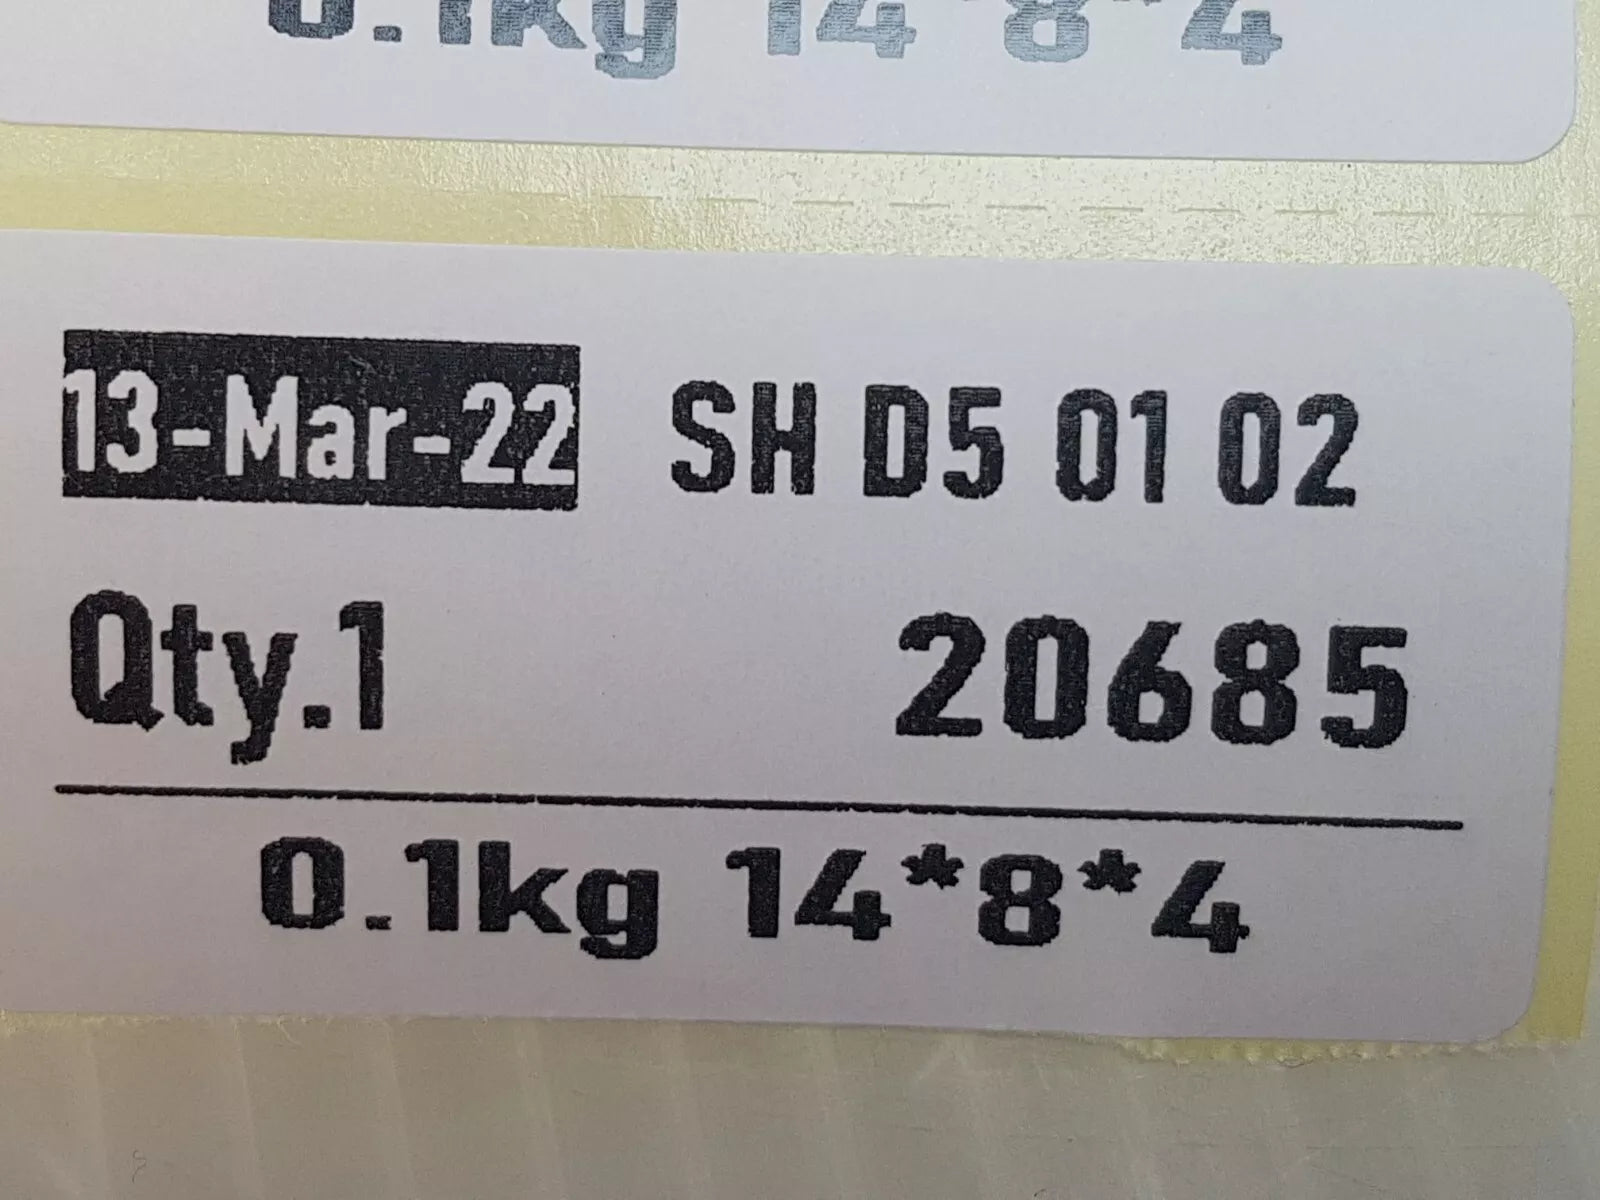 0.1kg 14*8*4
13-Mar-22 SH D5 01 02
Qty.1 20685
0.1kg 14*8*4